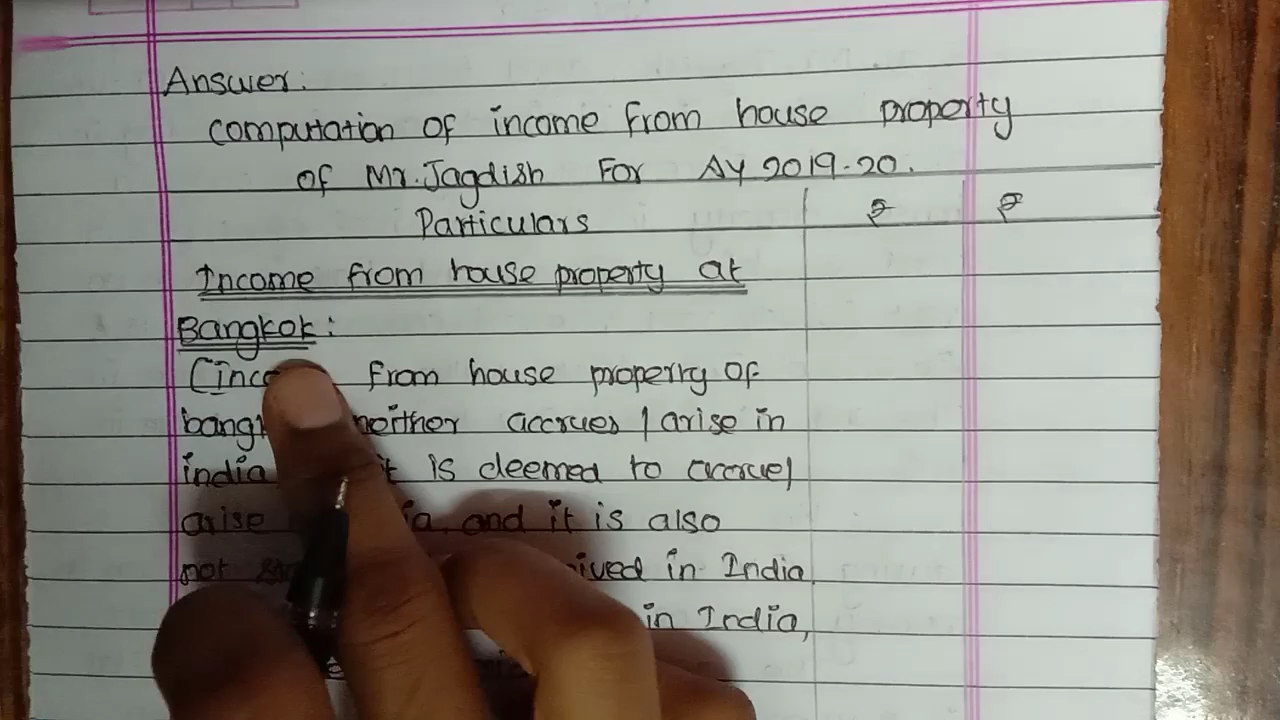 Answer:
computation of income from house property
of Mr. Jagdish For AY 2019-20.
Particulars ₹ ₹
Income from house property at
Bangkok:
from house property of
neither accrues / arise in
india it is deemed to accrue/
arise and it is also
not in India
in India,